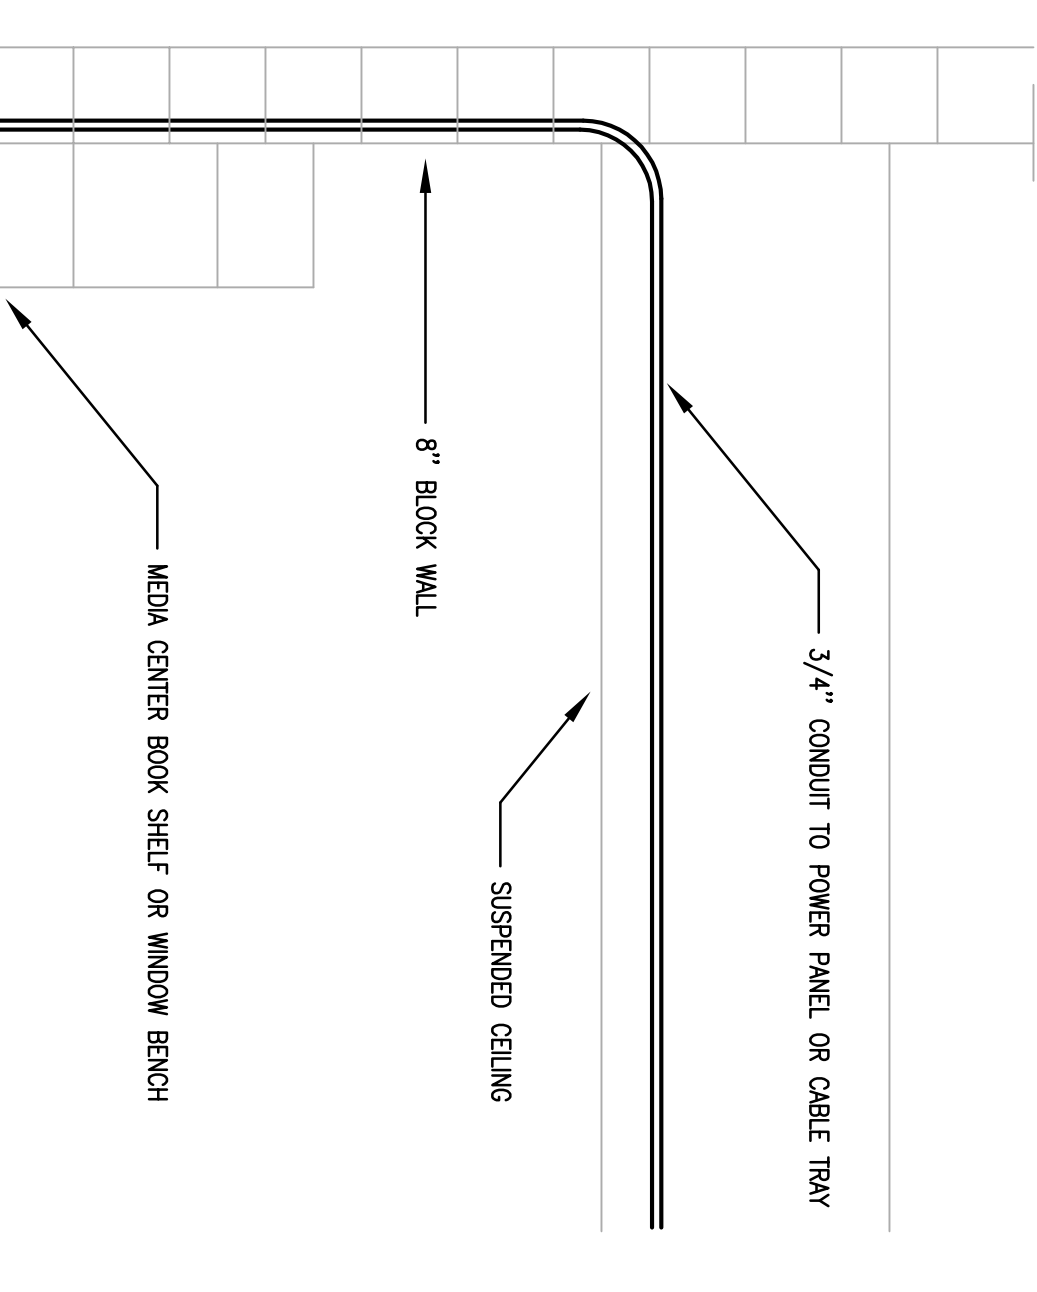 3/4" CONDUIT TO POWER PANEL OR CABLE TRAY
SUSPENDED CEILING
8" BLOCK WALL
MEDIA CENTER BOOK SHELF OR WINDOW BENCH